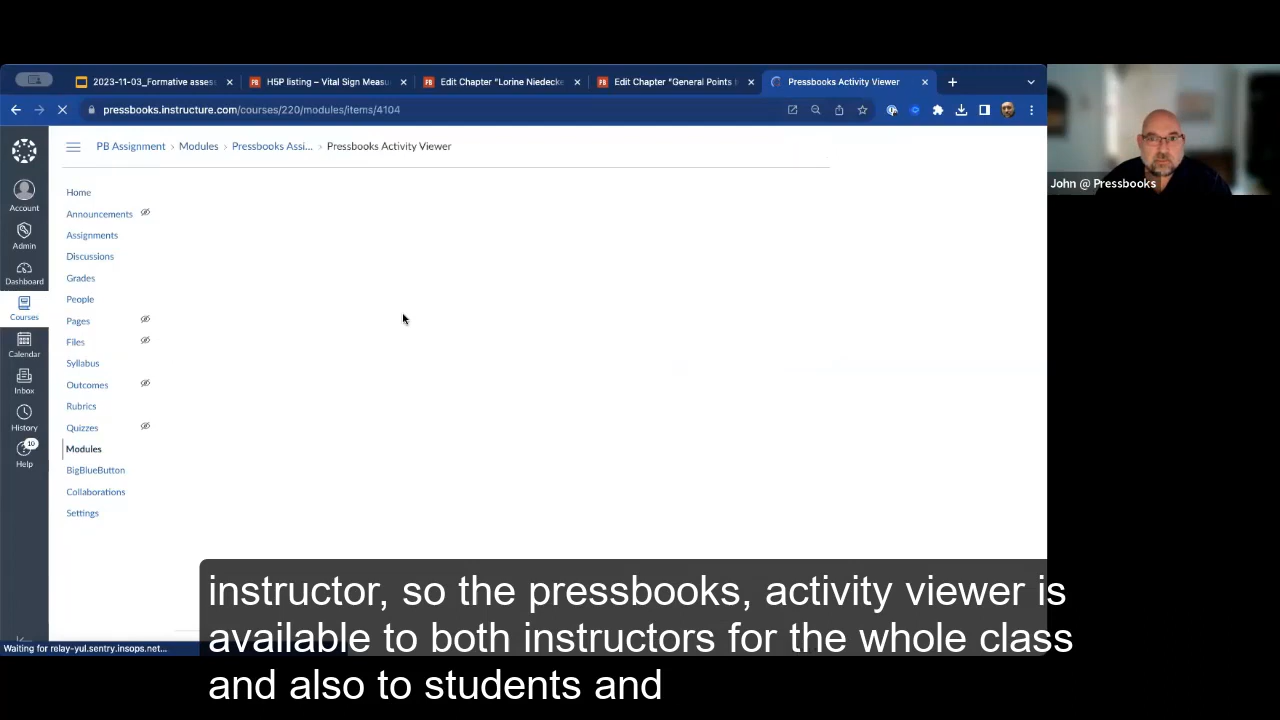 2023-11-03_Formative asses
H5P listing – Vital Sign Measu
Edit Chapter "Lorine Niedecke
Edit Chapter "General Points
Pressbooks Activity Viewer
pressbooks.instructure.com/courses/220/modules/items/4104
PB Assignment > Modules > Pressbooks Assi... > Pressbooks Activity Viewer
Account
Admin
Dashboard
Courses
Calendar
Inbox
History
10
Help
Home
Announcements
Assignments
Discussions
Grades
People
Pages
Files
Syllabus
Outcomes
Rubrics
Quizzes
Modules
BigBlueButton
Collaborations
Settings
John @ Pressbooks
Waiting for relay-yul.sentry.insops.net...
instructor, so the pressbooks, activity viewer is
available to both instructors for the whole class
and also to students and